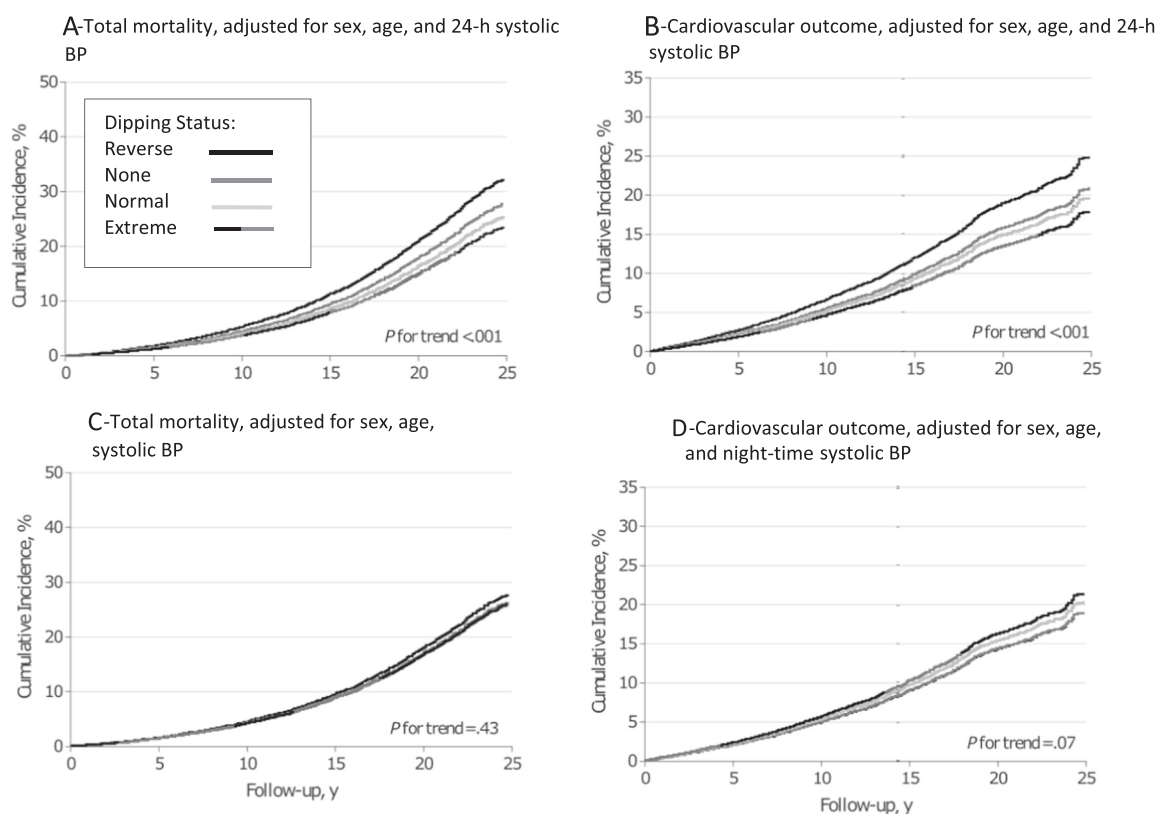 A-Total mortality, adjusted for sex, age, and 24-h systolic
BP
50
40
30
20
10
0
Cumulative Incidence, %
Dipping Status:
Reverse
None
Normal
Extreme
P for trend <.001
0 5 10 15 20 25
B-Cardiovascular outcome, adjusted for sex, age, and 24-h
systolic BP
35
30
25
20
15
10
5
0
Cumulative Incidence, %
P for trend <.001
0 5 10 15 20 25
C-Total mortality, adjusted for sex, age,
systolic BP
50
40
30
20
10
0
Cumulative Incidence, %
P for trend =.43
0 5 10 15 20 25
Follow-up, y
D-Cardiovascular outcome, adjusted for sex, age,
and night-time systolic BP
35
30
25
20
15
10
5
0
Cumulative Incidence, %
P for trend =.07
0 5 10 15 20 25
Follow-up, y